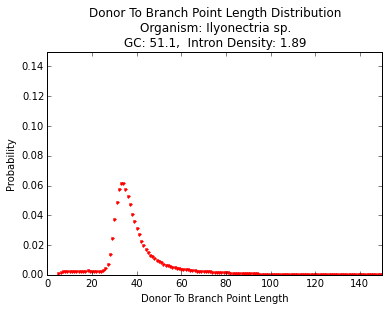 Donor To Branch Point Length Distribution
Organism: Ilyonectria sp.
GC: 51.1,  Intron Density: 1.89
0.14
0.12
0.10
0.08
0.06
0.04
0.02
0.00
Probability
0 20 40 60 80 100 120 140
Donor To Branch Point Length